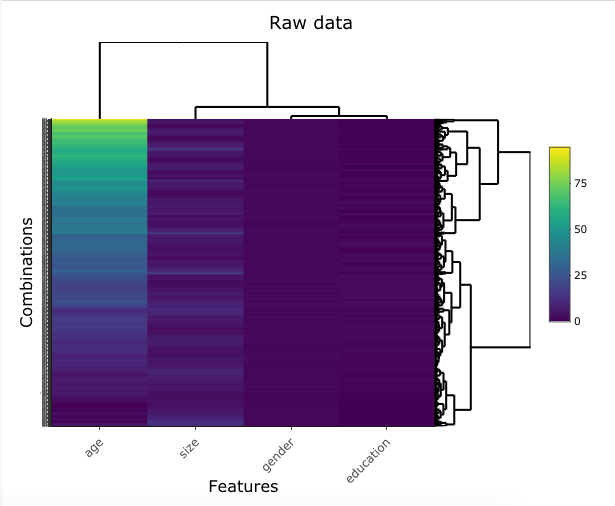 Raw data
Combinations
75
50
25
0
age
size
gender
education
Features